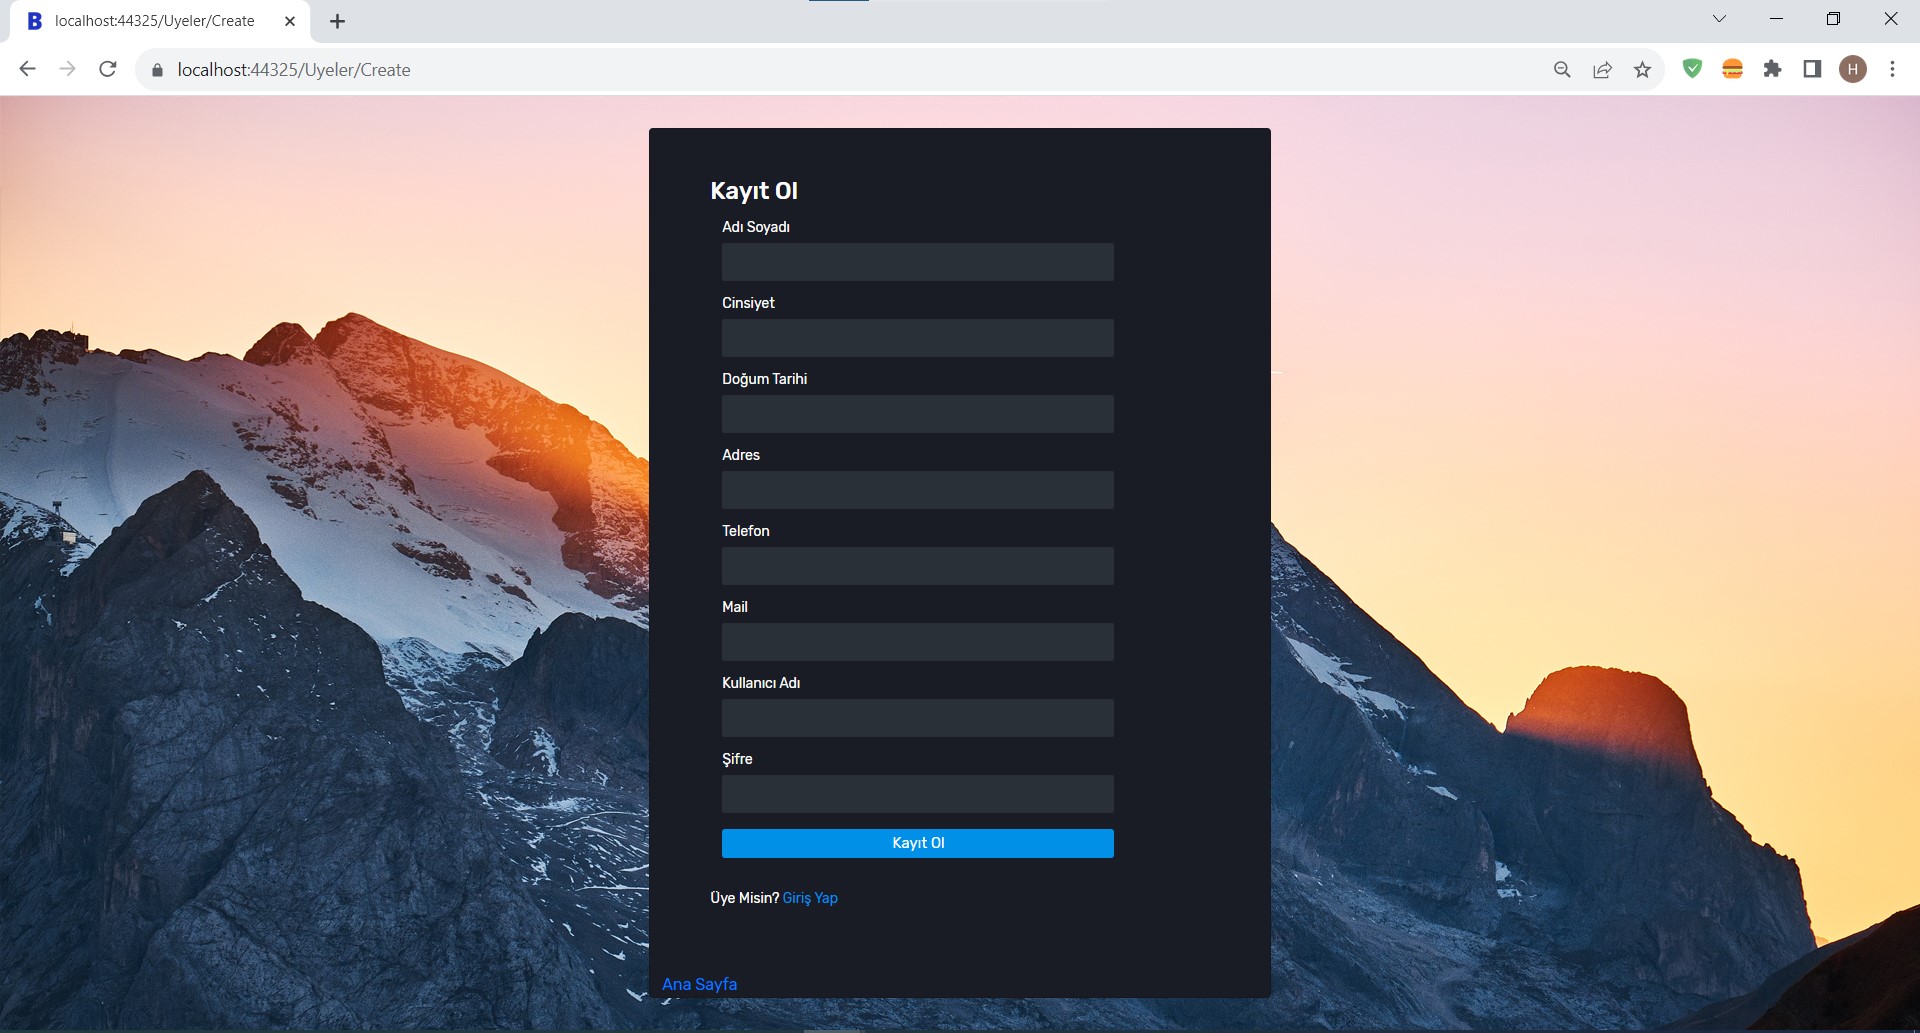 localhost:44325/Uyeler/Create
localhost:44325/Uyeler/Create
H
Kayıt Ol
Adı Soyadı
Cinsiyet
Doğum Tarihi
Adres
Telefon
Mail
Kullanıcı Adı
Şifre
Kayıt Ol
Üye Misin? Giriş Yap
Ana Sayfa